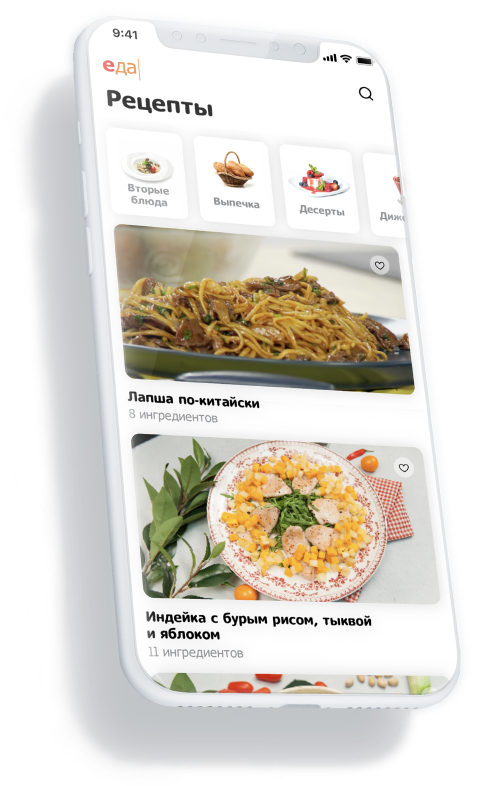 9:41
еда
Рецепты
Вторые
блюда
Выпечка
Десерты
Лапша по-китайски
8 ингредиентов
Индейка с бурым рисом, тыквой
и яблоком
11 ингредиентов